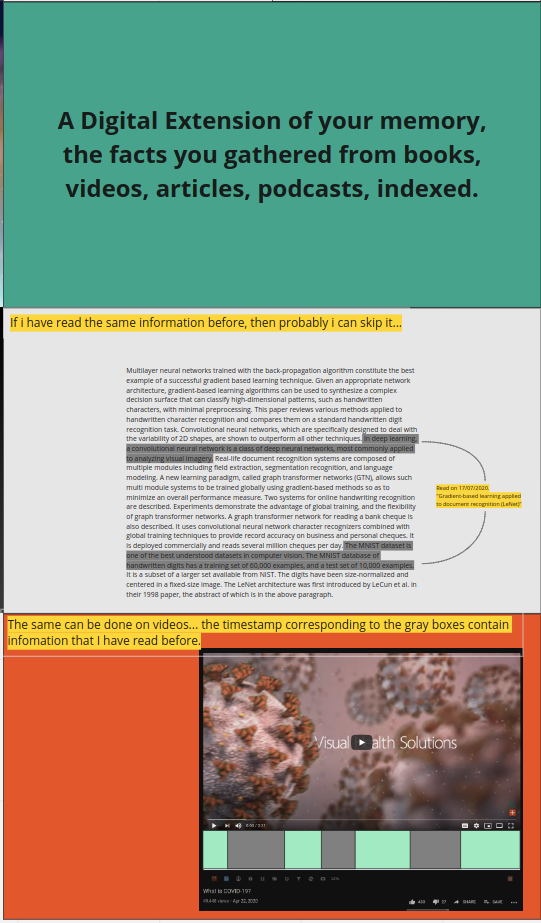 A Digital Extension of your memory,
the facts you gathered from books,
videos, articles, podcasts, indexed.
If i have read the same information before, then probably i can skip it...
Multilayer neural networks trained with the back-propagation algorithm constitute the best
example of a successful gradient based learning technique. Given an appropriate network
architecture, gradient-based learning algorithms can be used to synthesize a complex
decision surface that can classify high-dimensional patterns, such as handwritten
characters, with minimal preprocessing. This paper reviews various methods applied to
handwritten character recognition and compares them on a standard handwritten digit
recognition task. Convolutional neural networks, which are specifically designed to deal with
the variability of 2D shapes, are shown to outperform all other techniques. In deep learning,
a convolutional neural network is a class of deep neural networks, most commonly applied
to analyzing visual imagery. Real-life document recognition systems are composed of
multiple modules including field extraction, segmentation recognition, and language
modeling. A new learning paradigm, called graph transformer networks (GTN), allows such
multi module systems to be trained globally using gradient-based methods so as to
minimize an overall performance measure. Two systems for online handwriting recognition
are described. Experiments demonstrate the advantage of global training, and the flexibility
of graph transformer networks. A graph transformer network for reading a bank cheque is
also described. It uses convolutional neural network character recognizers combined with
global training techniques to provide record accuracy on business and personal cheques. It
is deployed commercially and reads several million cheques per day. The MNIST dataset is
one of the best understood datasets in computer vision. The MNIST database of
handwritten digits has a training set of 60,000 examples, and a test set of 10,000 examples.
It is a subset of a larger set available from NIST. The digits have been size-normalized and
centered in a fixed-size image. The LeNet architecture was first introduced by LeCun et al. in
their 1998 paper, the abstract of which is in the above paragraph.
Read on 17/07/2020.
"Gradient-based learning applied
to document recognition (LeNet)"
The same can be done on videos... the timestamp corresponding to the gray boxes contain
infomation that I have read before.
Visual Health Solutions
0:05 / 3:31
What is COVID-19?
views • Apr 22, 2020
SHARE
SAVE